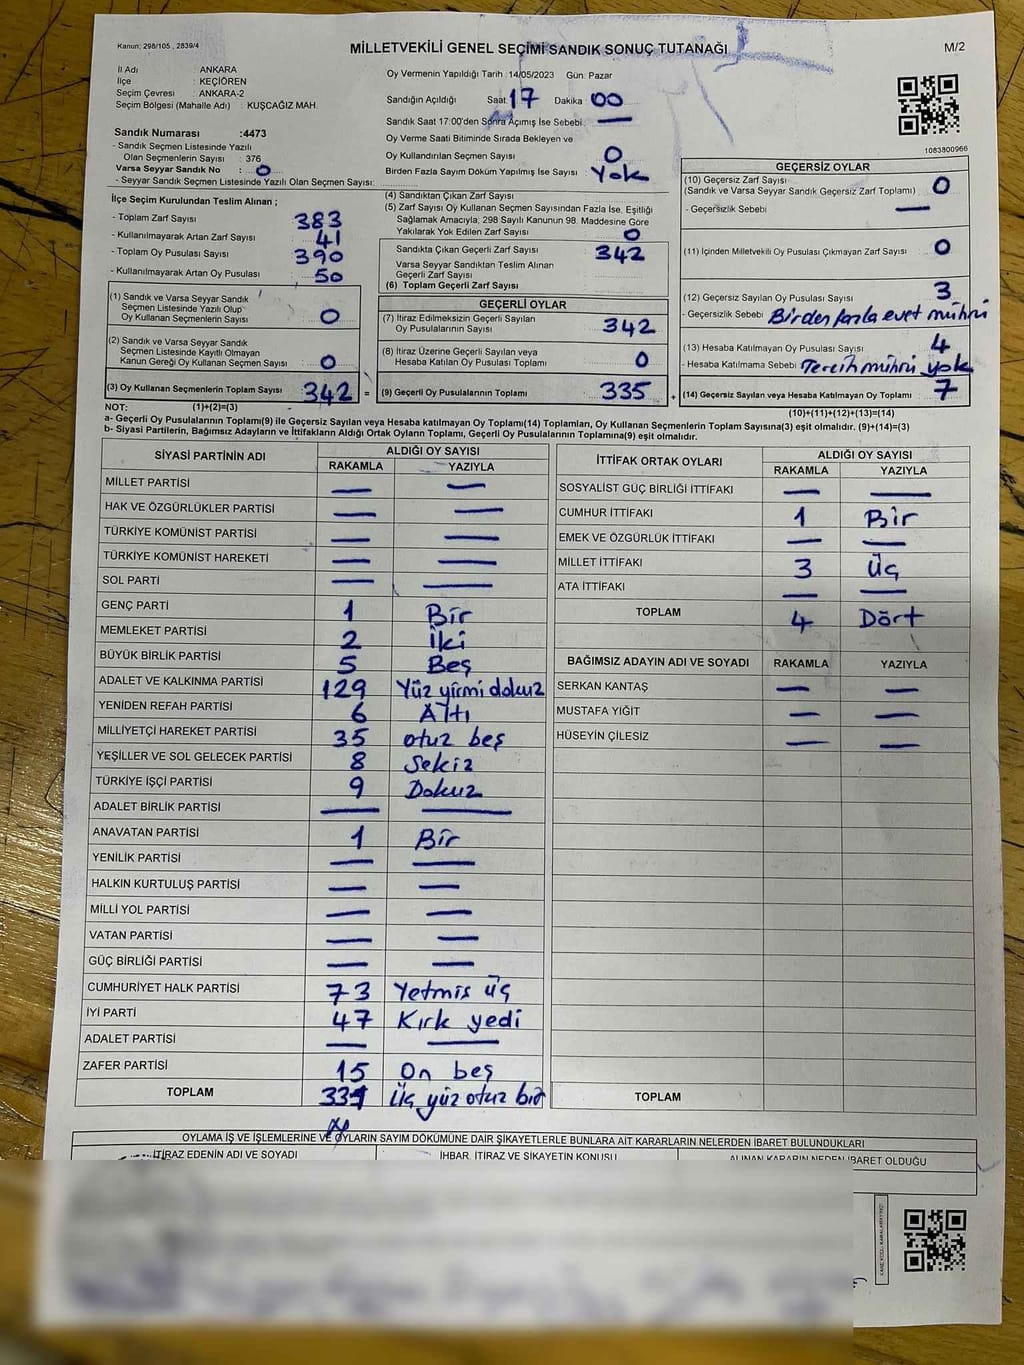 Kanun: 298/105 , 2839/4
MİLLETVEKİLİ GENEL SEÇİMİ SANDIK SONUÇ TUTANAĞI
M/2
İl Adı : ANKARA
İlçe : KEÇİÖREN
Seçim Çevresi : ANKARA-2
Seçim Bölgesi (Mahalle Adı) : KUŞCAĞIZ MAH.
Sandık Numarası :4473
- Sandık Seçmen Listesinde Yazılı
Olan Seçmenlerin Sayısı : 376
Varsa Seyyar Sandık No : 0
- Seyyar Sandık Seçmen Listesinde Yazılı Olan Seçmen Sayısı:
Oy Vermenin Yapıldığı Tarih : 14/05/2023 Gün: Pazar
Sandığın Açıldığı Saat 17 Dakika 00
Sandık Saat 17:00'den Sonra Açımış İse Sebebi —
Oy Verme Saati Bitiminde Sırada Bekleyen ve
Oy Kullandırılan Seçmen Sayısı 0
Birden Fazla Sayım Döküm Yapılmış İse Sayısı Yok
1083800966
İlçe Seçim Kurulundan Teslim Alınan ;
- Toplam Zarf Sayısı 383
- Kullanılmayarak Artan Zarf Sayısı 41
- Toplam Oy Pusulası Sayısı 390
- Kullanılmayarak Artan Oy Pusulası 50
(1) Sandık ve Varsa Seyyar Sandık
Seçmen Listesinde Yazılı Olup
Oy Kullanan Seçmenlerin Sayısı 0
(2) Sandık ve Varsa Seyyar Sandık
Seçmen Listesinde Kayıtlı Olmayan
Kanun Gereği Oy Kullanan Seçmen Sayısı 0
(3) Oy Kullanan Seçmenlerin Toplam Sayısı 342 =
(4) Sandıktan Çıkan Zarf Sayısı
(5) Zarf Sayısı Oy Kullanan Seçmen Sayısından Fazla İse, Eşitliği
Sağlamak Amacıyla; 298 Sayılı Kanunun 98. Maddesine Göre
Yakılarak Yok Edilen Zarf Sayısı 0
Sandıkta Çıkan Geçerli Zarf Sayısı 342
Varsa Seyyar Sandıktan Teslim Alınan
Geçerli Zarf Sayısı
(6) Toplam Geçerli Zarf Sayısı
GEÇERLİ OYLAR
(7) İtiraz Edilmeksizin Geçerli Sayılan
Oy Pusulalarının Sayısı 342
(8) İtiraz Üzerine Geçerli Sayılan veya
Hesaba Katılan Oy Pusulası Toplamı 0
(9) Geçerli Oy Pusulalarının Toplamı 335 +
GEÇERSİZ OYLAR
(10) Geçersiz Zarf Sayısı 0
(Sandık ve Varsa Seyyar Sandık Geçersiz Zarf Toplamı)
- Geçersizlik Sebebi —
(11) İçinden Milletvekili Oy Pusulası Çıkmayan Zarf Sayısı 0
(12) Geçersiz Sayılan Oy Pusulası Sayısı 3
- Geçersizlik Sebebi Birden fazla evet mührü
(13) Hesaba Katılmayan Oy Pusulası Sayısı 4
- Hesaba Katılmama Sebebi Tercih mührü yok
(14) Geçersiz Sayılan veya Hesaba Katılmayan Oy Toplamı 7
NOT: (1)+(2)=(3)
(10)+(11)+(12)+(13)=(14)
a- Geçerli Oy Pusulalarının Toplamı(9) ile Geçersiz Sayılan veya Hesaba katılmayan Oy Toplamı(14) Toplamları, Oy Kullanan Seçmenlerin Toplam Sayısına(3) eşit olmalıdır. (9)+(14)=(3)
b- Siyasi Partilerin, Bağımsız Adayların ve İttifakların Aldığı Ortak Oyların Toplamı, Geçerli Oy Pusulalarının Toplamına(9) eşit olmalıdır.
SİYASİ PARTİNİN ADI ALDIĞI OY SAYISI
RAKAMLA YAZIYLA
MİLLET PARTİSİ — —
HAK VE ÖZGÜRLÜKLER PARTİSİ — —
TÜRKİYE KOMÜNİST PARTİSİ — —
TÜRKİYE KOMÜNİST HAREKETİ — —
SOL PARTİ — —
GENÇ PARTİ 1 Bir
MEMLEKET PARTİSİ 2 İki
BÜYÜK BİRLİK PARTİSİ 5 Beş
ADALET VE KALKINMA PARTİSİ 129 Yüz yirmi dokuz
YENİDEN REFAH PARTİSİ 6 Altı
MİLLİYETÇİ HAREKET PARTİSİ 35 otuz beş
YEŞİLLER VE SOL GELECEK PARTİSİ 8 Sekiz
TÜRKİYE İŞÇİ PARTİSİ 9 Dokuz
ADALET BİRLİK PARTİSİ — —
ANAVATAN PARTİSİ 1 Bir
YENİLİK PARTİSİ — —
HALKIN KURTULUŞ PARTİSİ — —
MİLLİ YOL PARTİSİ — —
VATAN PARTİSİ — —
GÜÇ BİRLİĞİ PARTİSİ — —
CUMHURİYET HALK PARTİSİ 73 Yetmis üç
İYİ PARTİ 47 Kırk yedi
ADALET PARTİSİ — —
ZAFER PARTİSİ 15 On beş
TOPLAM 331 Üç yüz otuz bir
İTTİFAK ORTAK OYLARI ALDIĞI OY SAYISI
RAKAMLA YAZIYLA
SOSYALİST GÜÇ BİRLİĞİ İTTİFAKI — —
CUMHUR İTTİFAKI 1 Bir
EMEK VE ÖZGÜRLÜK İTTİFAKI — —
MİLLET İTTİFAKI 3 Üç
ATA İTTİFAKI — —
TOPLAM 4 Dört
BAĞIMSIZ ADAYIN ADI VE SOYADI RAKAMLA YAZIYLA
SERKAN KANTAŞ — —
MUSTAFA YİĞİT — —
HÜSEYİN ÇİLESİZ — —
TOPLAM
OYLAMA İŞ VE İŞLEMLERİNE VE OYLARIN SAYIM DÖKÜMÜNE DAİR ŞİKAYETLERLE BUNLARA AİT KARARLARIN NELERDEN İBARET BULUNDUKLARI
İTİRAZ EDENİN ADI VE SOYADI İHBAR, İTİRAZ VE ŞİKAYETİN KONUSU ALINAN KARARIN NEDEN İBARET OLDUĞU